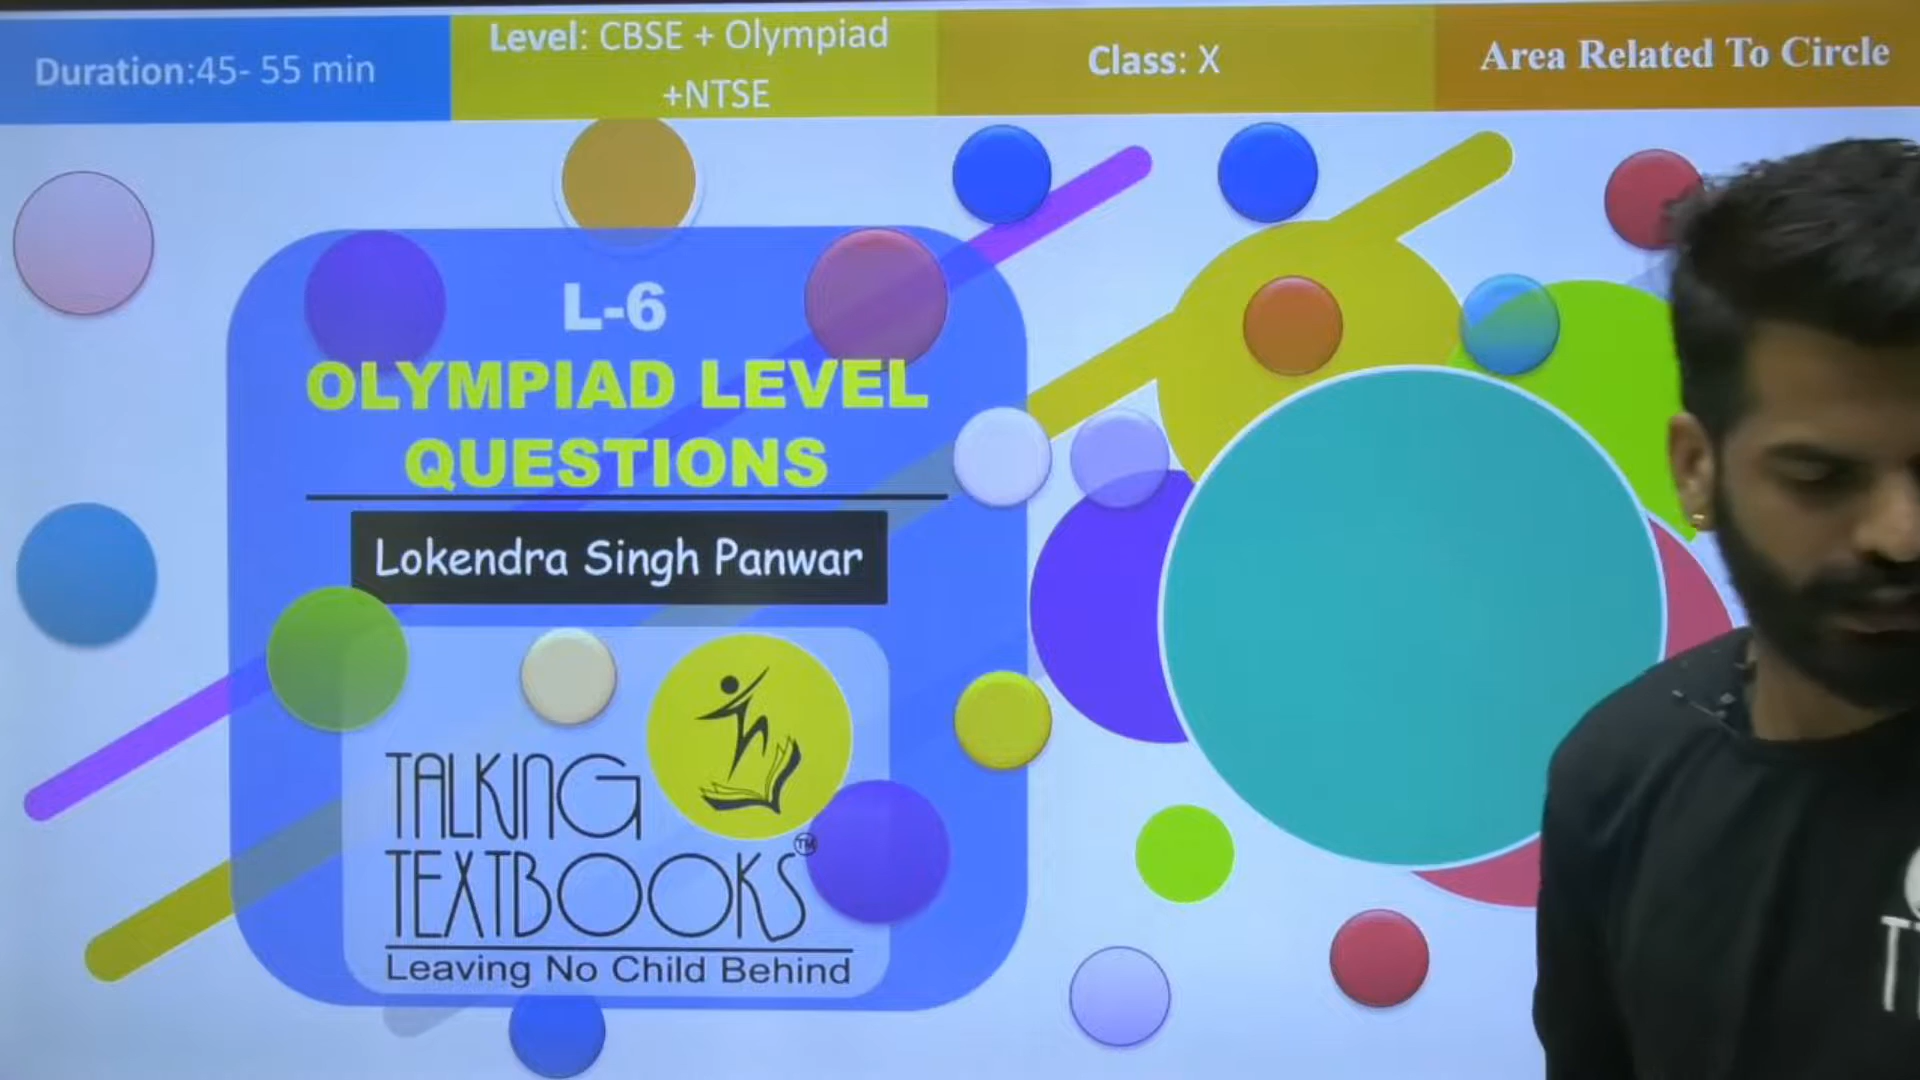 Duration:45- 55 min
Level: CBSE + Olympiad
+NTSE
Class: X
Area Related To Circle
L-6
OLYMPIAD LEVEL
QUESTIONS
Lokendra Singh Panwar
TALKING
TEXTBOOKS
TM
Leaving No Child Behind